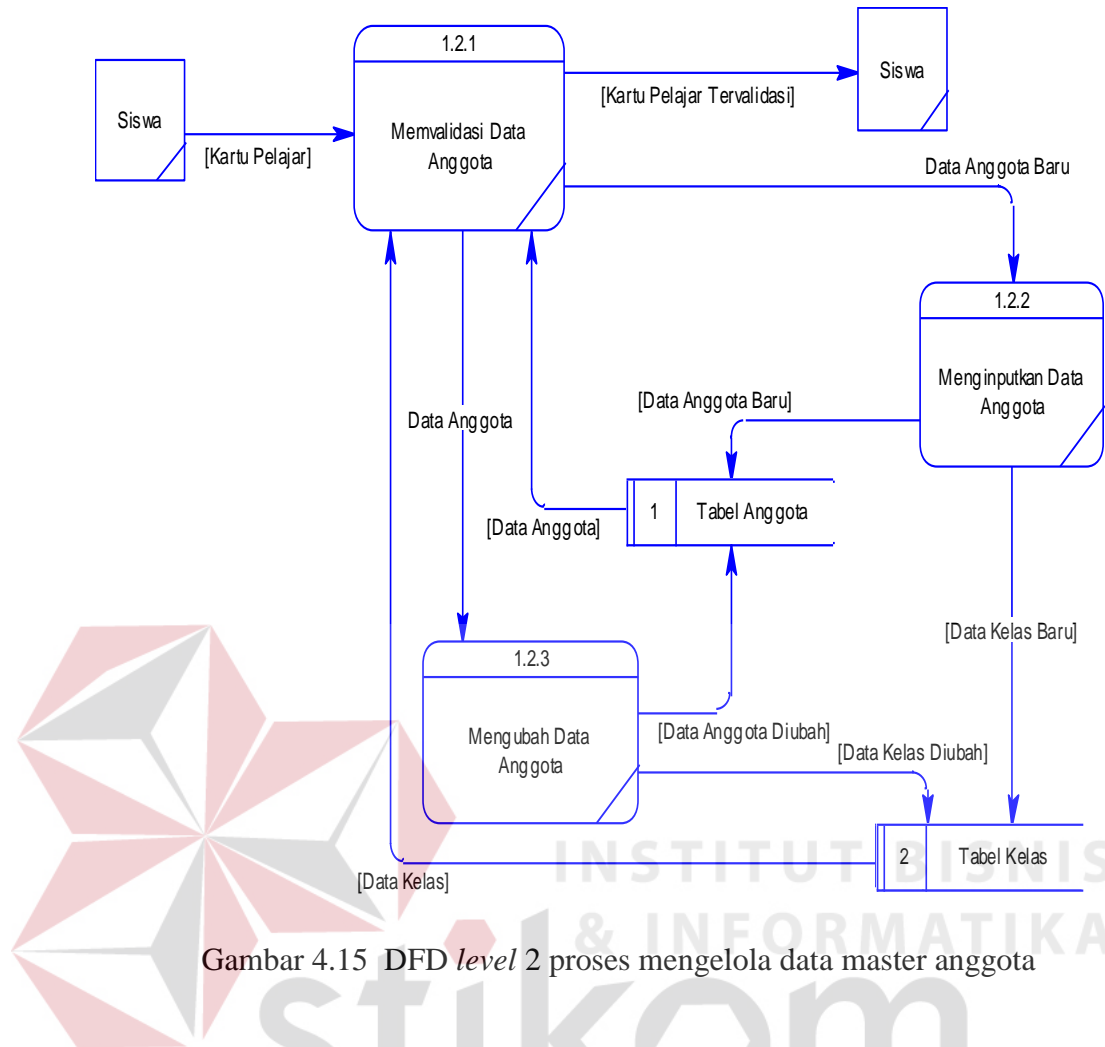 1.2.1
Memvalidasi Data
Anggota
Siswa
[Kartu Pelajar]
[Kartu Pelajar Tervalidasi]
Siswa
Data Anggota Baru
1.2.2
Menginputkan Data
Anggota
[Data Anggota Baru]
Data Anggota
1
Tabel Anggota
[Data Anggota]
[Data Kelas Baru]
1.2.3
Mengubah Data
Anggota
[Data Anggota Diubah]
[Data Kelas Diubah]
2
Tabel Kelas
[Data Kelas]
INSTITUT BISNIS
& INFORMATIKA
Gambar 4.15 DFD level 2 proses mengelola data master anggota
stikom